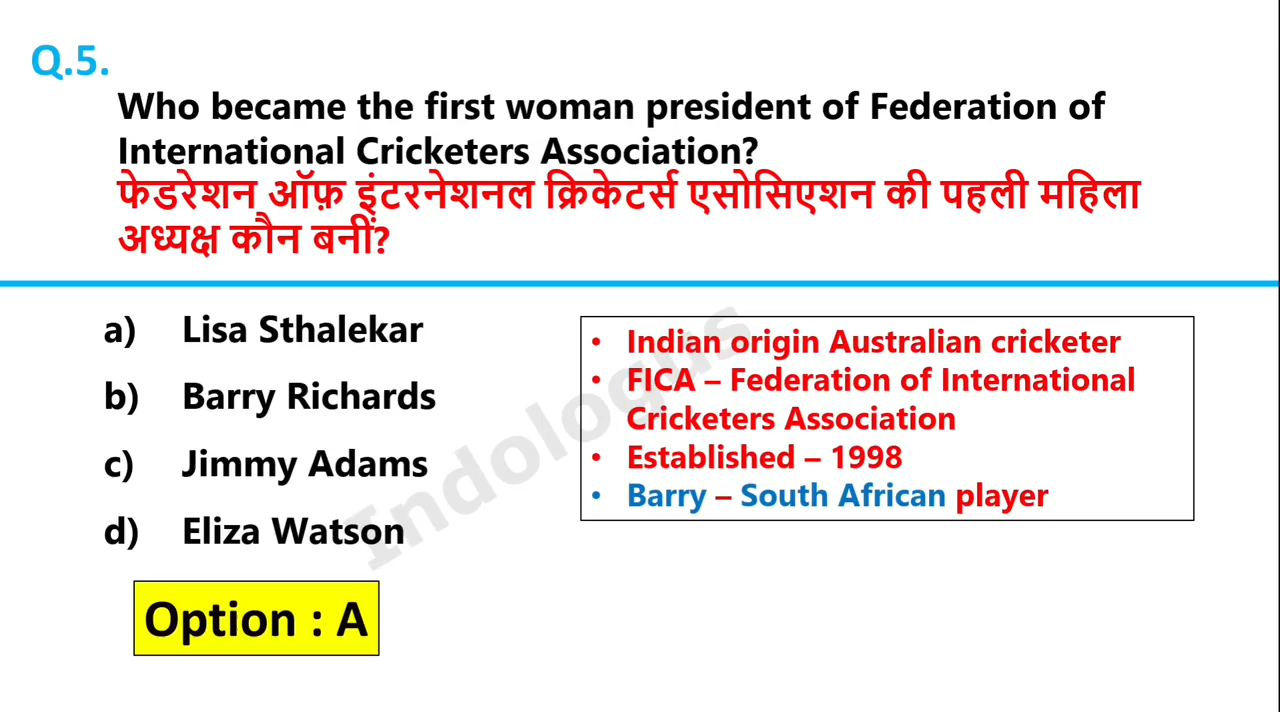 Q.5.
Who became the first woman president of Federation of
International Cricketers Association?
फेडरेशन ऑफ़ इंटरनेशनल क्रिकेटर्स एसोसिएशन की पहली महिला
अध्यक्ष कौन बनीं?
a) Lisa Sthalekar
b) Barry Richards
c) Jimmy Adams
d) Eliza Watson
• Indian origin Australian cricketer
• FICA – Federation of International
Cricketers Association
• Established – 1998
• Barry – South African player
Option : A
Indologus